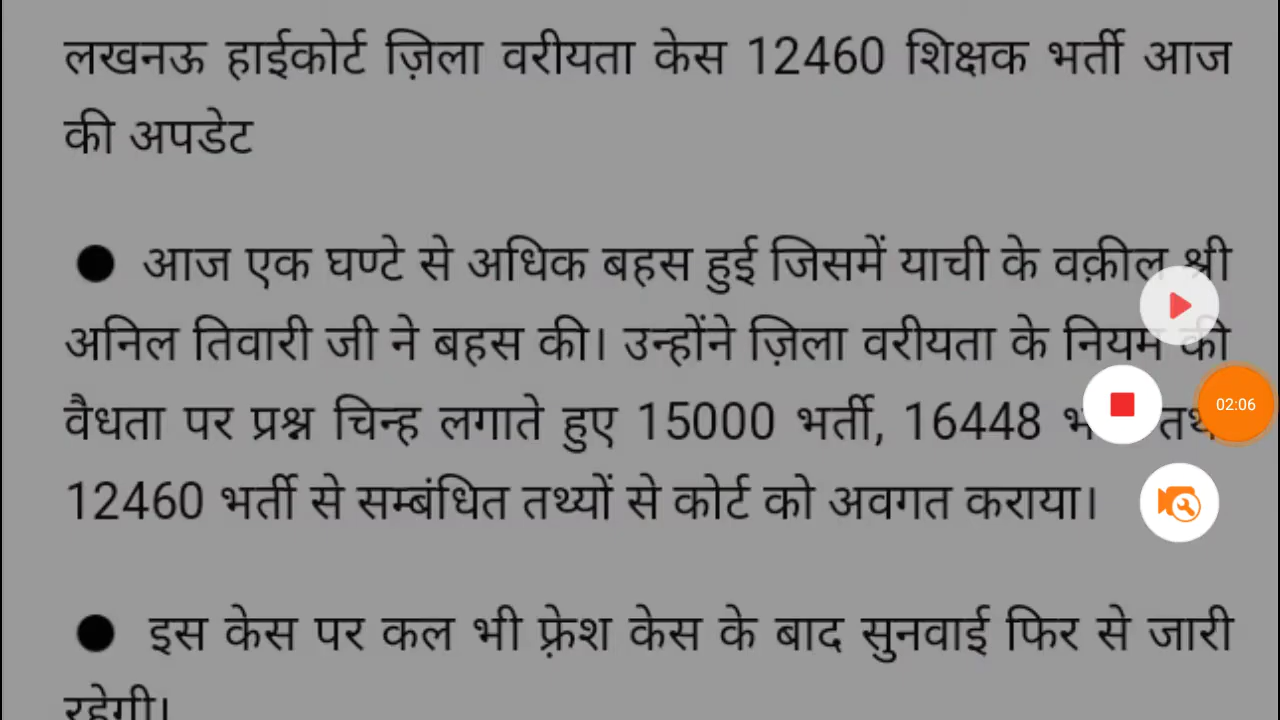 लखनऊ हाईकोर्ट ज़िला वरीयता केस 12460 शिक्षक भर्ती आज
की अपडेट
● आज एक घण्टे से अधिक बहस हुई जिसमें याची के वक़ील श्री
अनिल तिवारी जी ने बहस की। उन्होंने ज़िला वरीयता के नियम की
वैधता पर प्रश्न चिन्ह लगाते हुए 15000 भर्ती, 16448
12460 भर्ती से सम्बंधित तथ्यों से कोर्ट को अवगत कराया।
● इस केस पर कल भी फ़्रेश केस के बाद सुनवाई फिर से जारी
रहेगी।
02:06